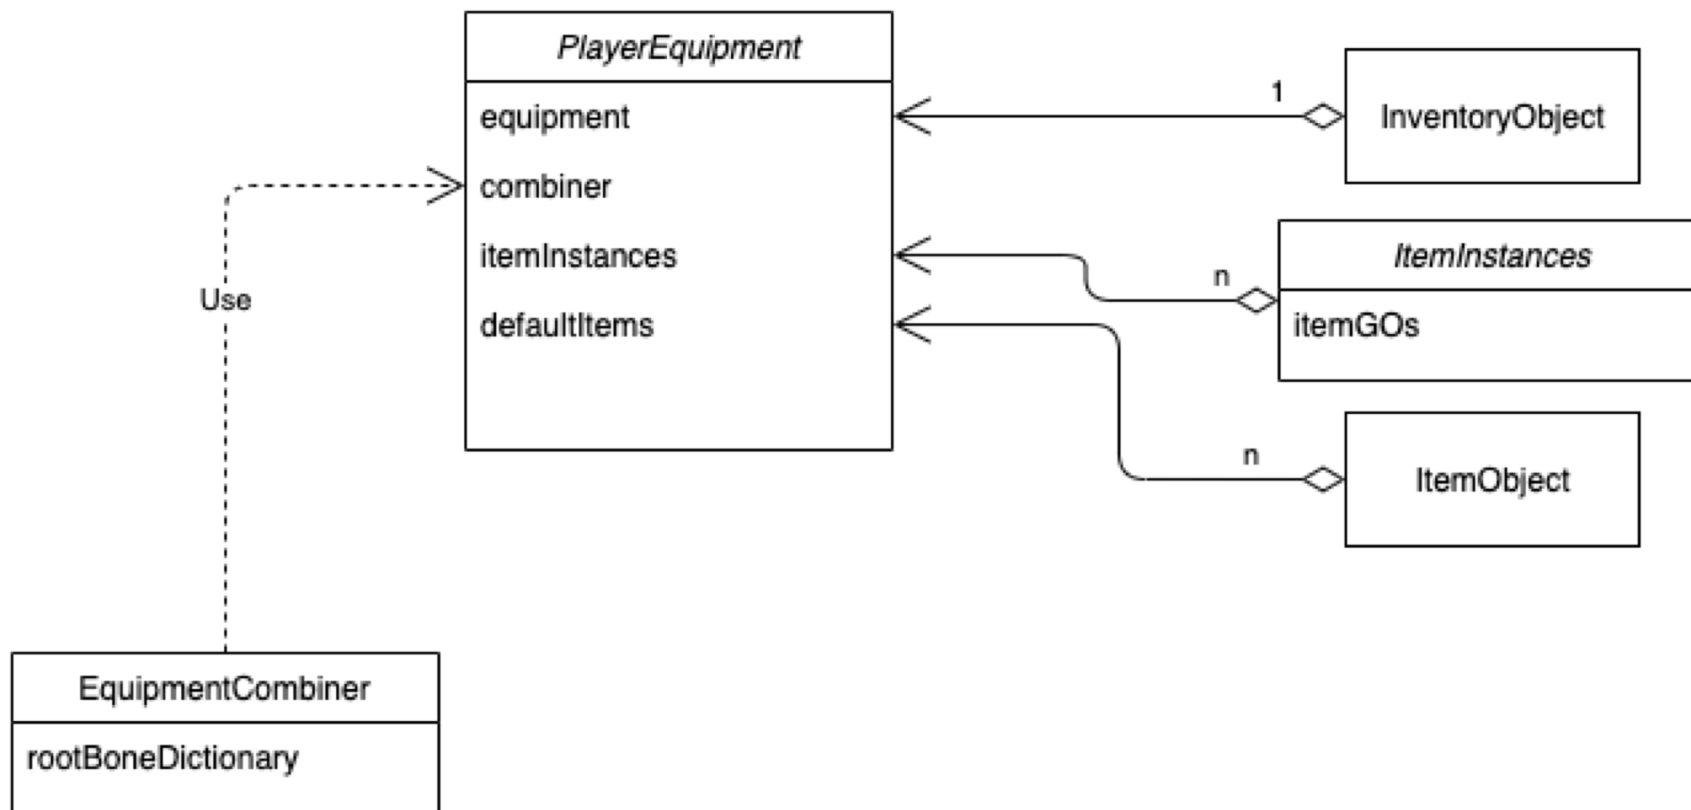 PlayerEquipment
equipment
combiner
itemInstances
defaultItems
1
InventoryObject
n
ItemInstances
itemGOs
n
ItemObject
Use
EquipmentCombiner
rootBoneDictionary